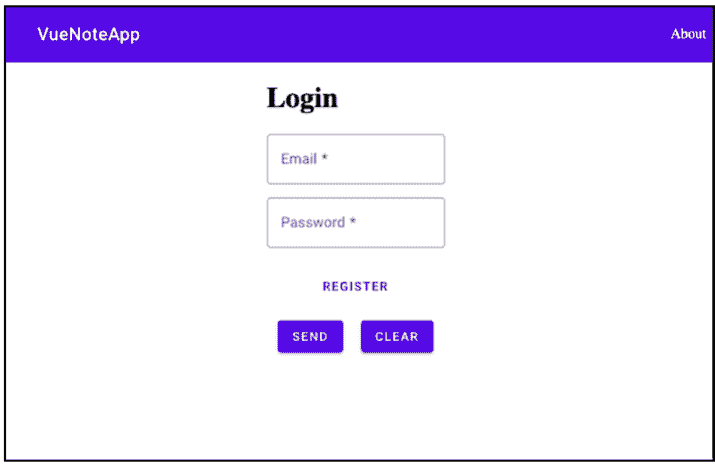 VueNoteApp
About
Login
Email *
Password *
REGISTER
SEND
CLEAR